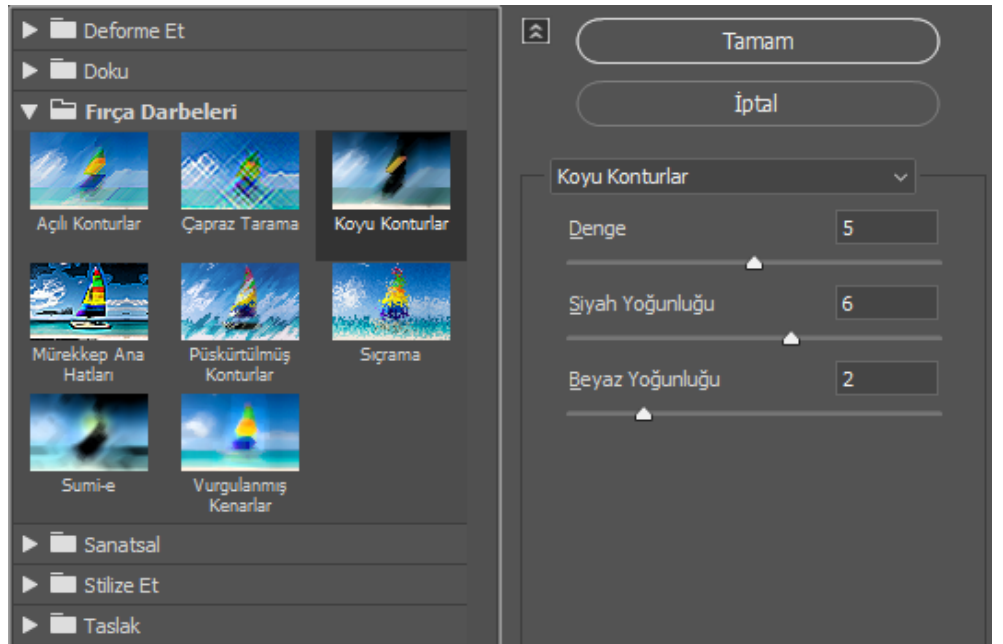 Deforme Et
Doku
Fırça Darbeleri
Açılı Konturlar
Çapraz Tarama
Koyu Konturlar
Mürekkep Ana
Hatları
Püskürtülmüş
Konturlar
Sıçrama
Sumi-e
Vurgulanmış
Kenarlar
Sanatsal
Stilize Et
Taslak
Tamam
İptal
Koyu Konturlar
Denge 5
Siyah Yoğunluğu 6
Beyaz Yoğunluğu 2